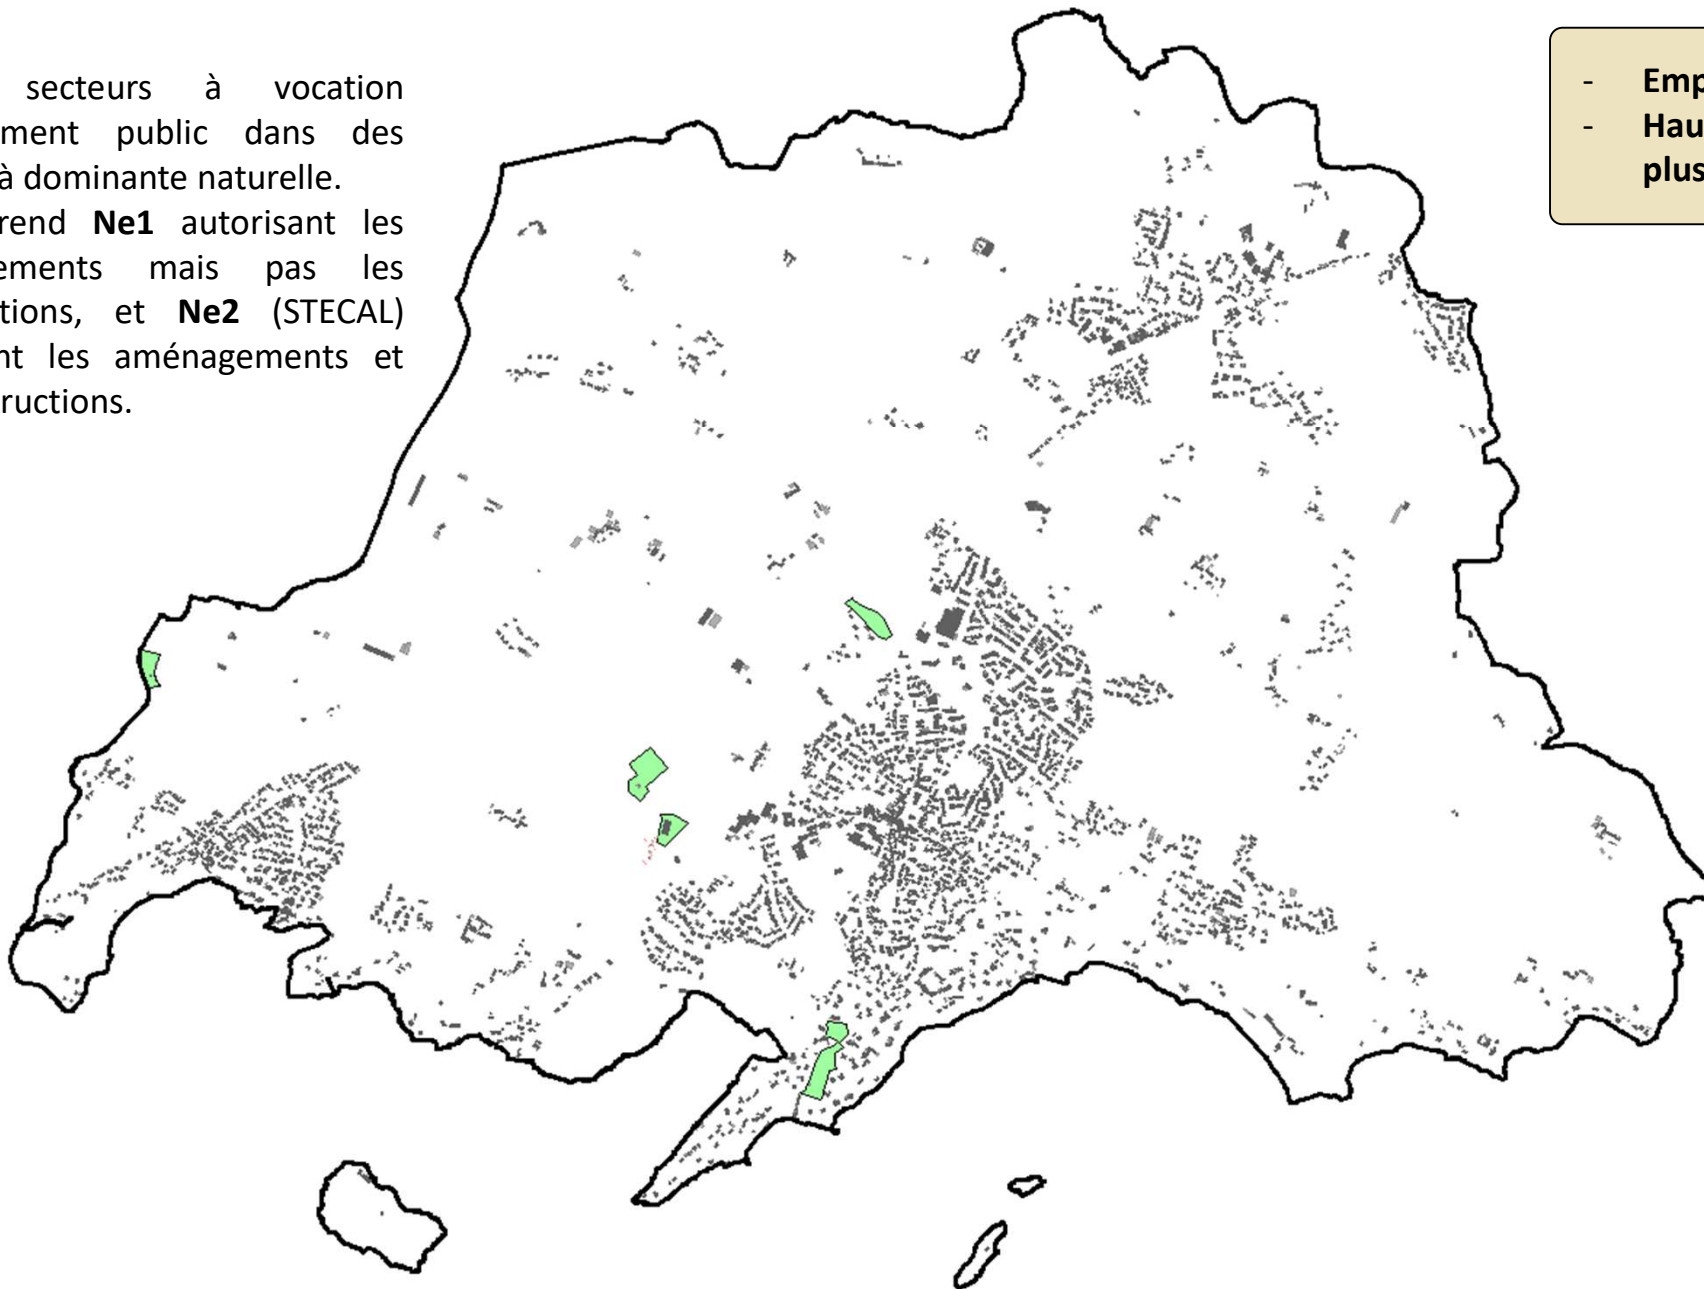 secteurs à vocation
ment public dans des
à dominante naturelle.
rend Ne1 autorisant les
ements mais pas les
tions, et Ne2 (STECAL)
nt les aménagements et
ructions.
- Emp
- Hau
plus